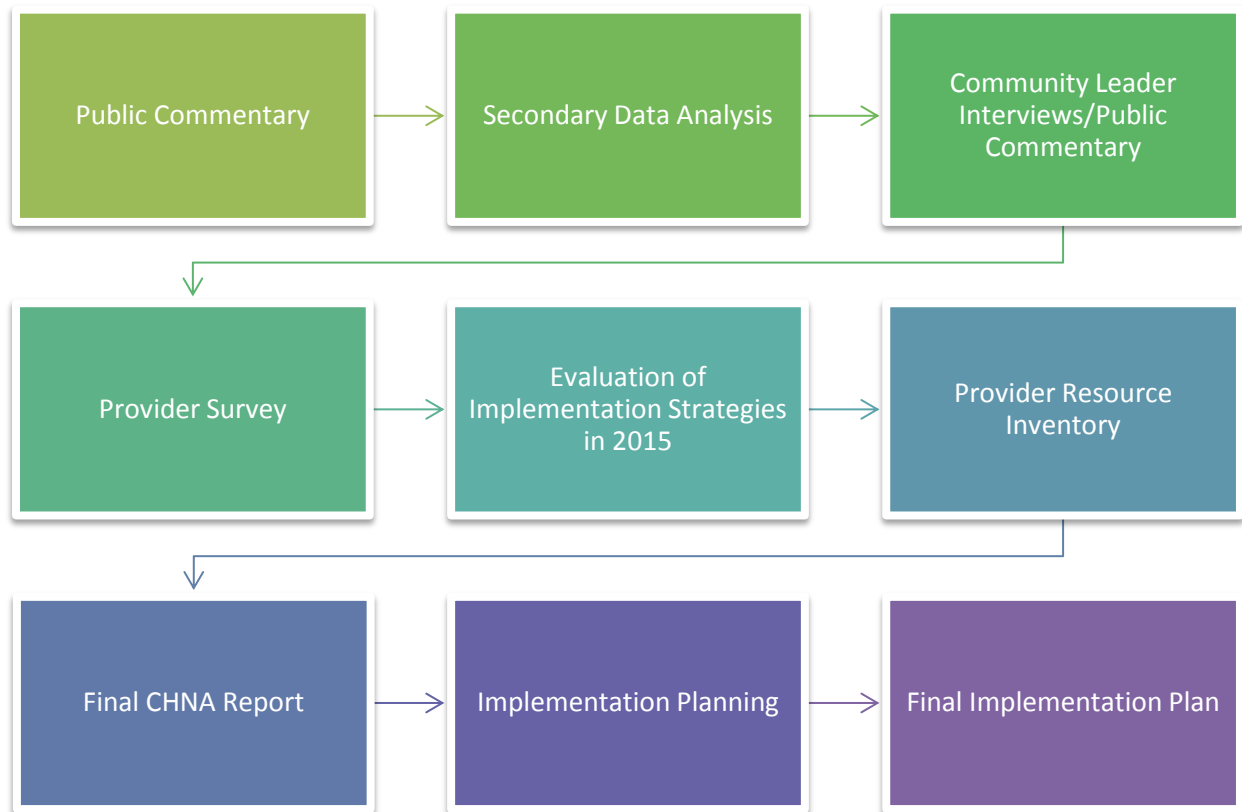 Public Commentary
Secondary Data Analysis
Community Leader
Interviews/Public
Commentary
Provider Survey
Evaluation of
Implementation Strategies
in 2015
Provider Resource
Inventory
Final CHNA Report
Implementation Planning
Final Implementation Plan